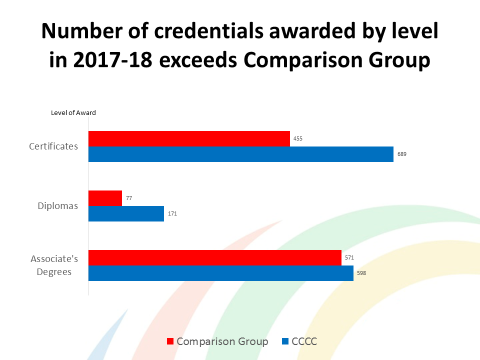 Number of credentials awarded by level
in 2017-18 exceeds Comparison Group
Level of Award
Certificates
455
689
Diplomas
77
171
Associate's
Degrees
571
598
Comparison Group
CCCC